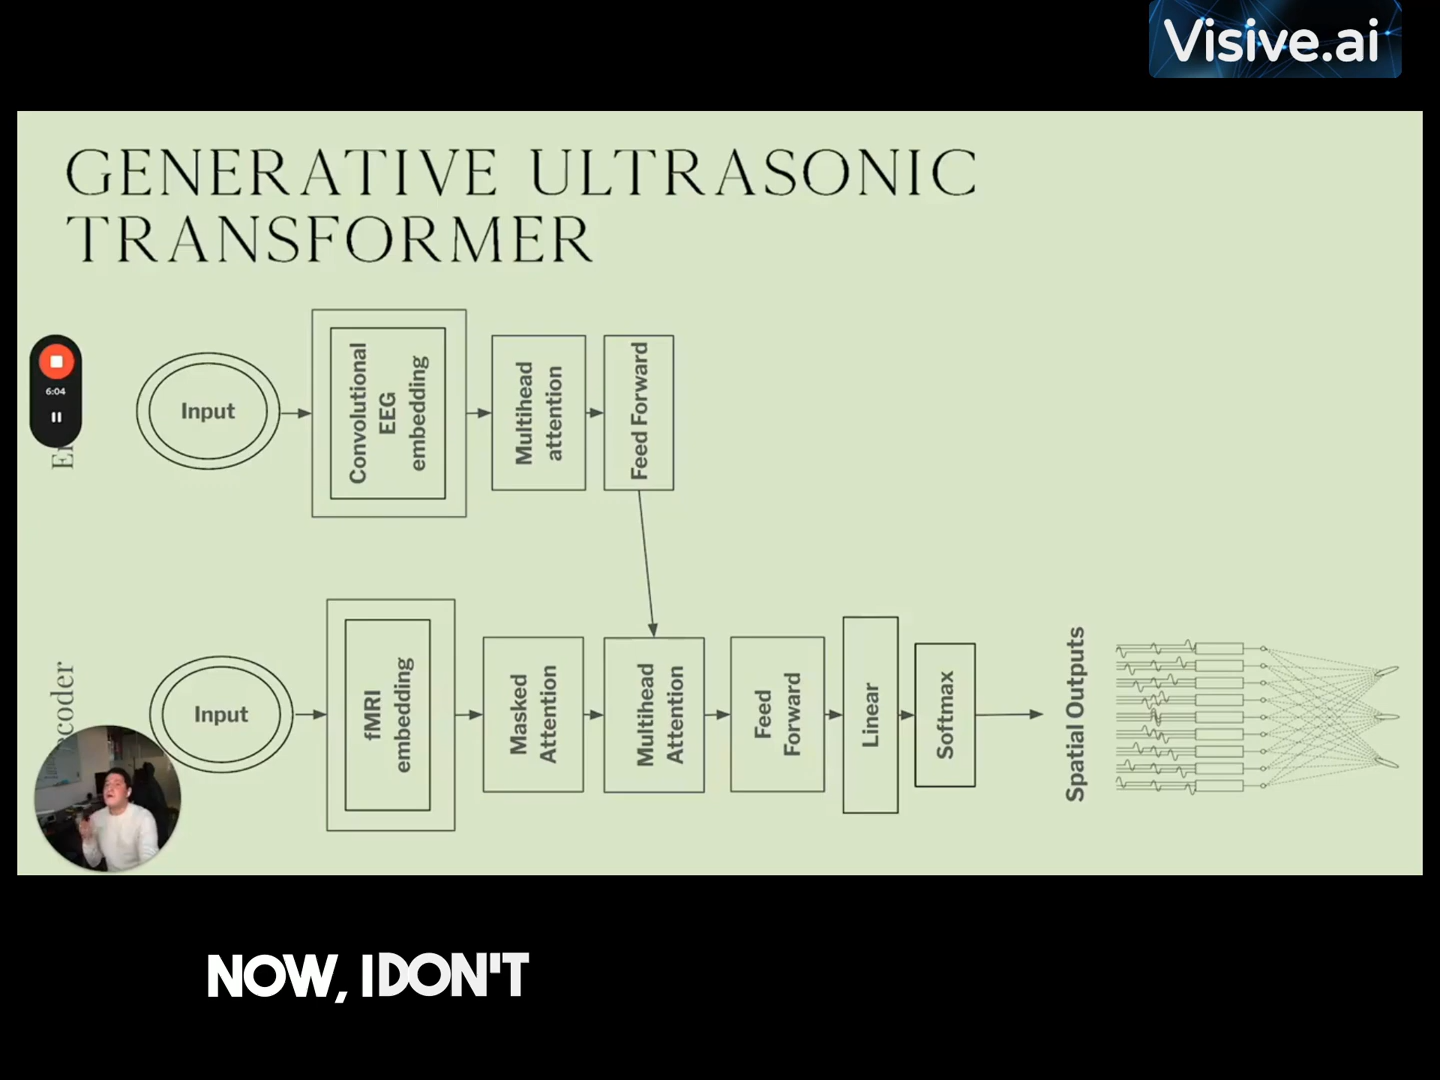 Visive.ai
GENERATIVE ULTRASONIC
TRANSFORMER
6:04
Input
Convolutional
EEG
embedding
Multihead
attention
Feed Forward
Input
fMRI
embedding
Masked
Attention
Multihead
Attention
Feed
Forward
Linear
Softmax
Spatial Outputs
NOW, I DON'T